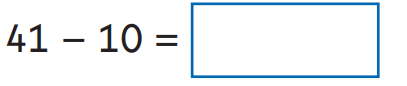 41 – 10 =